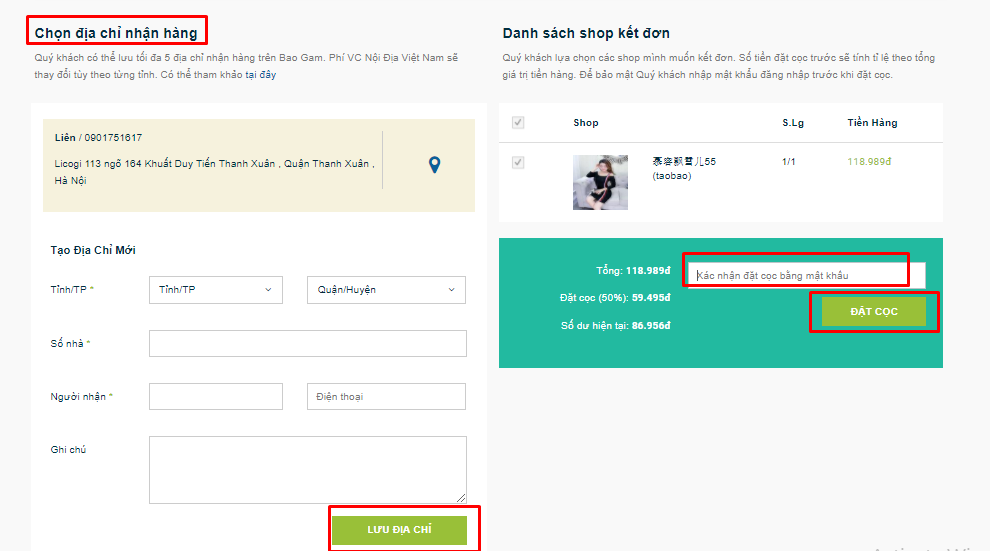 Chọn địa chỉ nhận hàng
Quý khách có thể lưu tối đa 5 địa chỉ nhận hàng trên Bao Gam. Phí VC Nội Địa Việt Nam sẽ
thay đổi tùy theo từng tỉnh. Có thể tham khảo tại đây
Liên / 0901751617
Licogi 113 ngõ 164 Khuất Duy Tiến Thanh Xuân , Quận Thanh Xuân ,
Hà Nội
Tạo Địa Chỉ Mới
Tỉnh/TP * Tỉnh/TP Quận/Huyện
Số nhà *
Người nhận * Điện thoại
Ghi chú
LƯU ĐỊA CHỈ
Danh sách shop kết đơn
Quý khách lựa chọn các shop mình muốn kết đơn. Số tiền đặt cọc trước sẽ tính tỉ lệ theo tổng
giá trị tiền hàng. Để bảo mật Quý khách nhập mật khẩu đăng nhập trước khi đặt cọc.
Shop S.Lg Tiền Hàng
慕容飘雪儿55 1/1 118.989đ
(taobao)
Tổng: 118.989đ Xác nhận đặt cọc bằng mật khẩu
Đặt cọc (50%): 59.495đ
ĐẶT CỌC
Số dư hiện tại: 86.956đ